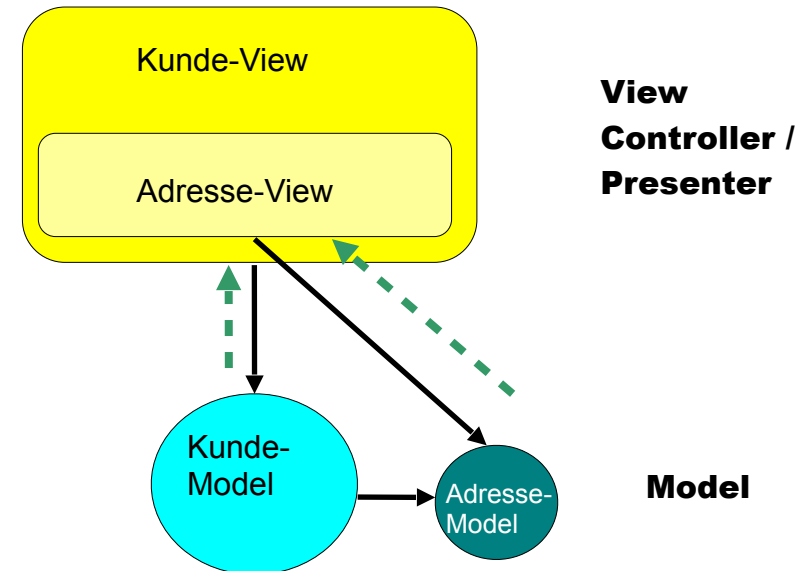 Kunde-View
Adresse-View
View
Controller /
Presenter
Kunde-
Model
Adresse-
Model
Model